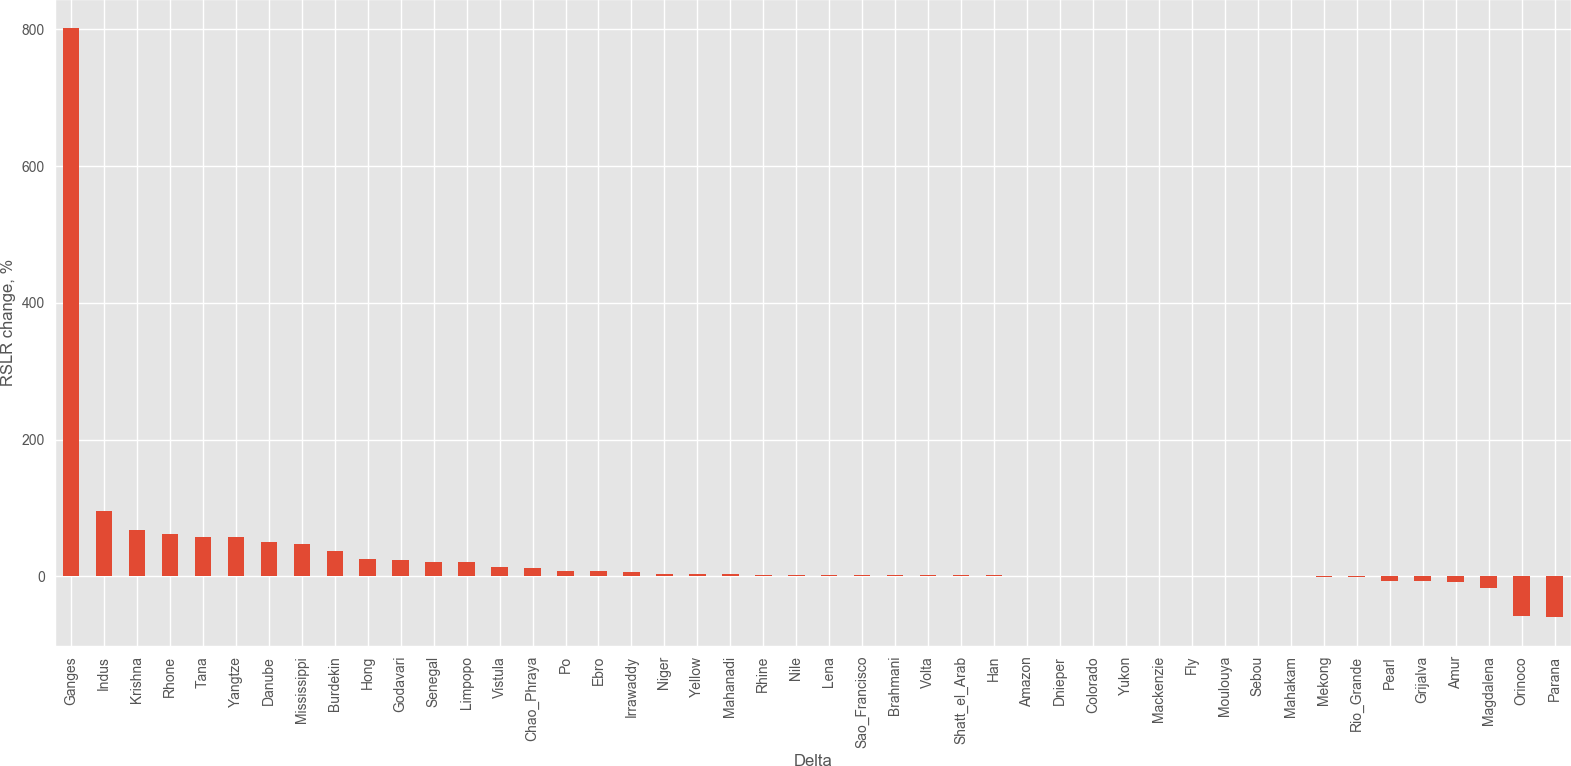 800
600
400
200
0
RSLR change, %
Ganges
Indus
Krishna
Rhone
Tana
Yangtze
Danube
Mississippi
Burdekin
Hong
Godavari
Senegal
Limpopo
Vistula
Chao_Phraya
Po
Ebro
Irrawaddy
Niger
Yellow
Mahanadi
Rhine
Nile
Lena
Sao_Francisco
Brahmani
Volta
Shatt_el_Arab
Han
Amazon
Dnieper
Colorado
Yukon
Mackenzie
Fly
Moulouya
Sebou
Mahakam
Mekong
Rio_Grande
Pearl
Grijalva
Amur
Magdalena
Orinoco
Parana
Delta